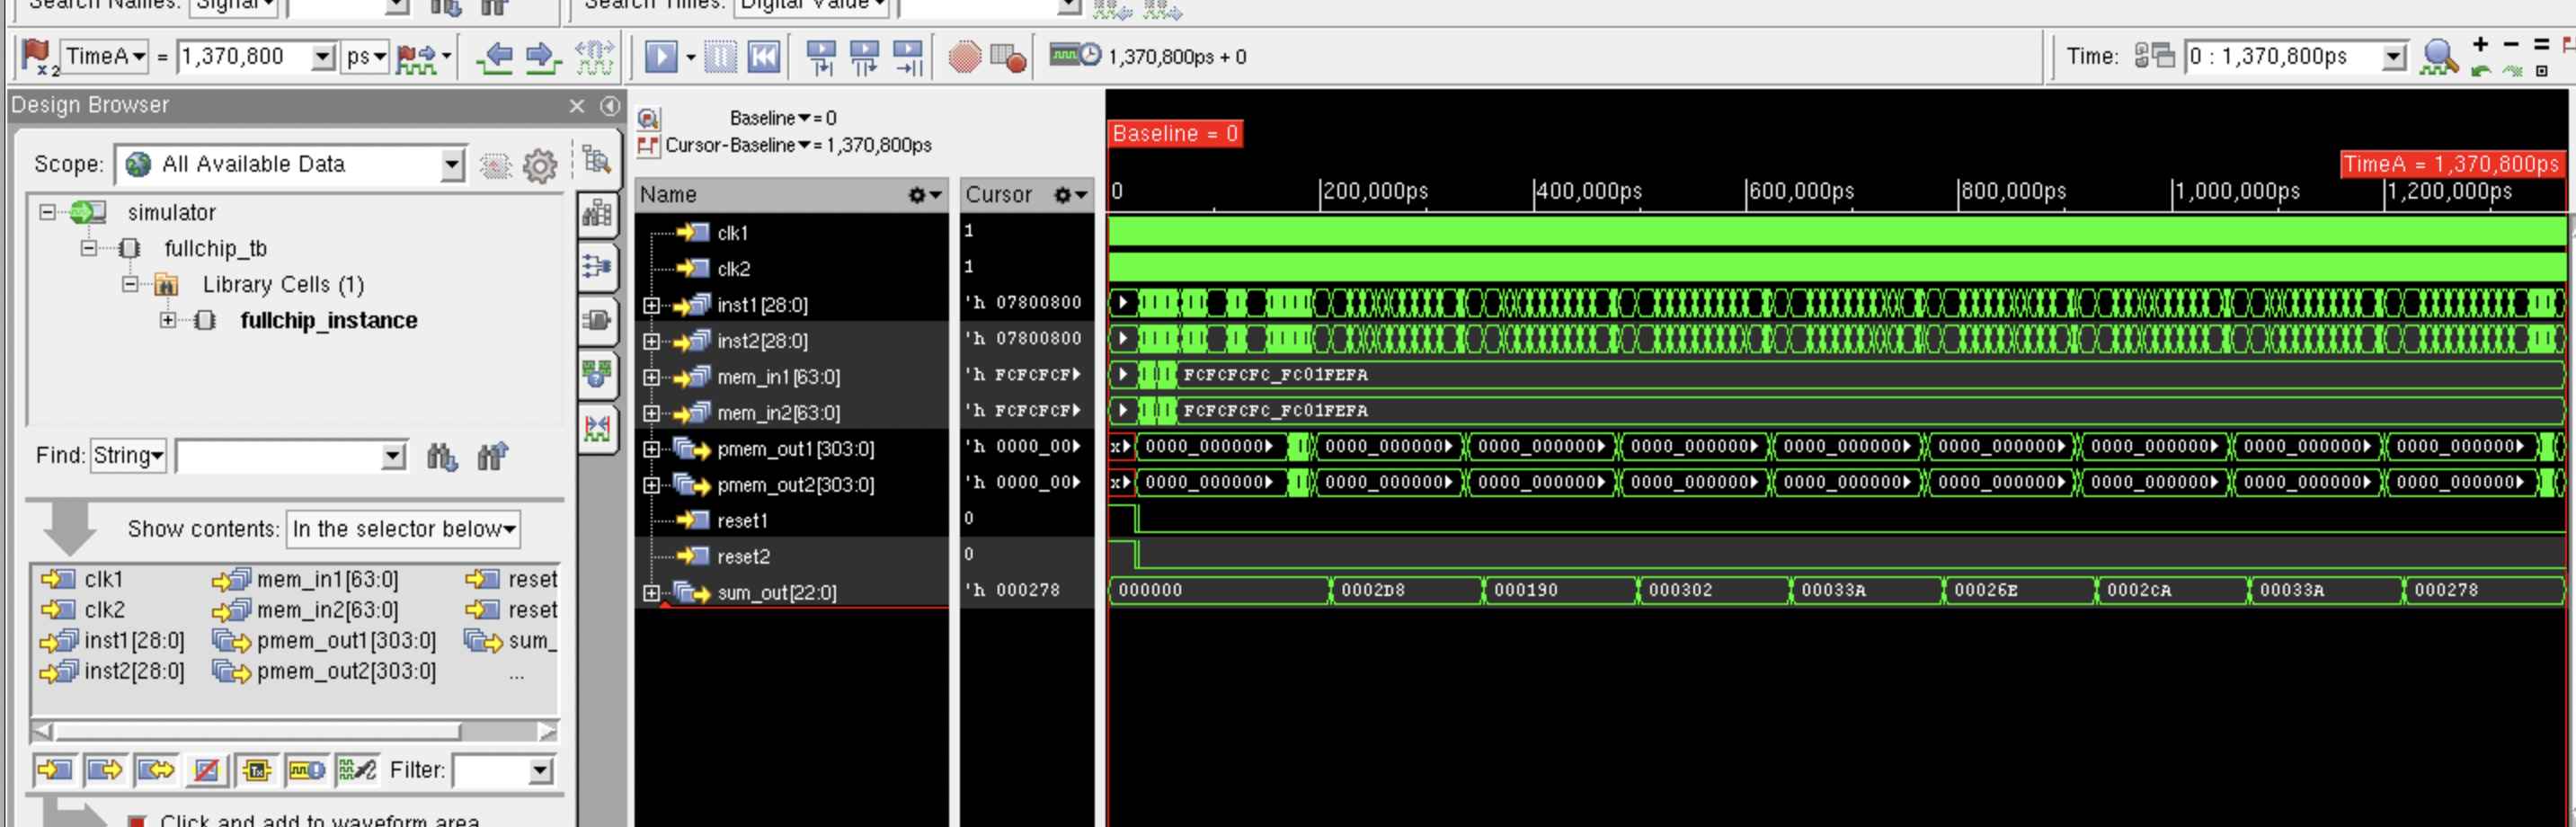 Search Names: Signal
Search Times: Digital Value
x2 TimeA = 1,370,800 ps
1,370,800ps + 0
Time: 0 : 1,370,800ps
Design Browser
Scope: All Available Data
simulator
fullchip_tb
Library Cells (1)
fullchip_instance
Find: String
Show contents: In the selector below
clk1 mem_in1[63:0] reset
clk2 mem_in2[63:0] reset
inst1[28:0] pmem_out1[303:0] sum_
inst2[28:0] pmem_out2[303:0] ...
Filter:
Click and add to waveform area
Baseline = 0
Cursor-Baseline = 1,370,800ps
Name Cursor
Baseline = 0
TimeA = 1,370,800ps
0 200,000ps 400,000ps 600,000ps 800,000ps 1,000,000ps 1,200,000ps
clk1 1
clk2 1
inst1[28:0] 'h 07800800
inst2[28:0] 'h 07800800
mem_in1[63:0] 'h FCFCFCF FCFCFCFC_FC01FEFA
mem_in2[63:0] 'h FCFCFCF FCFCFCFC_FC01FEFA
pmem_out1[303:0] 'h 0000_00 x 0000_000000 0000_000000 0000_000000 0000_000000 0000_000000 0000_000000 0000_000000 0000_000000 0000_000000
pmem_out2[303:0] 'h 0000_00 x 0000_000000 0000_000000 0000_000000 0000_000000 0000_000000 0000_000000 0000_000000 0000_000000 0000_000000
reset1 0
reset2 0
sum_out[22:0] 'h 000278 000000 0002D8 000190 000302 00033A 00026E 0002CA 00033A 000278